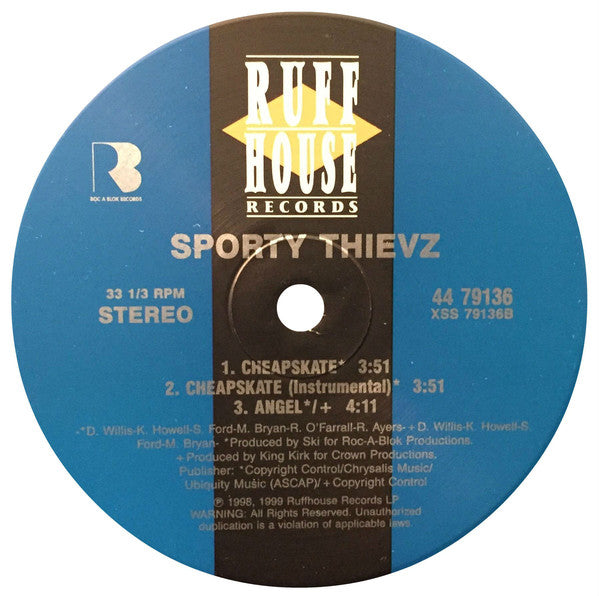 RUFF
HOUSE
RECORDS
ROC A BLOK RECORDS
SPORTY THIEVZ
33 1/3 RPM
STEREO
44 79136
XSS 79136B
1. CHEAPSKATE* 3:51
2. CHEAPSKATE (Instrumental)* 3:51
3. ANGEL*/+ 4:11
-*D. Willis-K. Howell-S. Ford-M. Bryan-R. O'Farrall-R. Ayers-+D. Willis-K. Howell-S.
Ford-M. Bryan- *Produced by Ski for Roc-A-Blok Productions.
+ Produced by King Kirk for Crown Productions.
Publisher: *Copyright Control/Chrysalis Music/
Ubiquity Music (ASCAP)/+ Copyright Control
℗ 1998, 1999 Ruffhouse Records LP
WARNING: All Rights Reserved. Unauthorized
duplication is a violation of applicable laws.